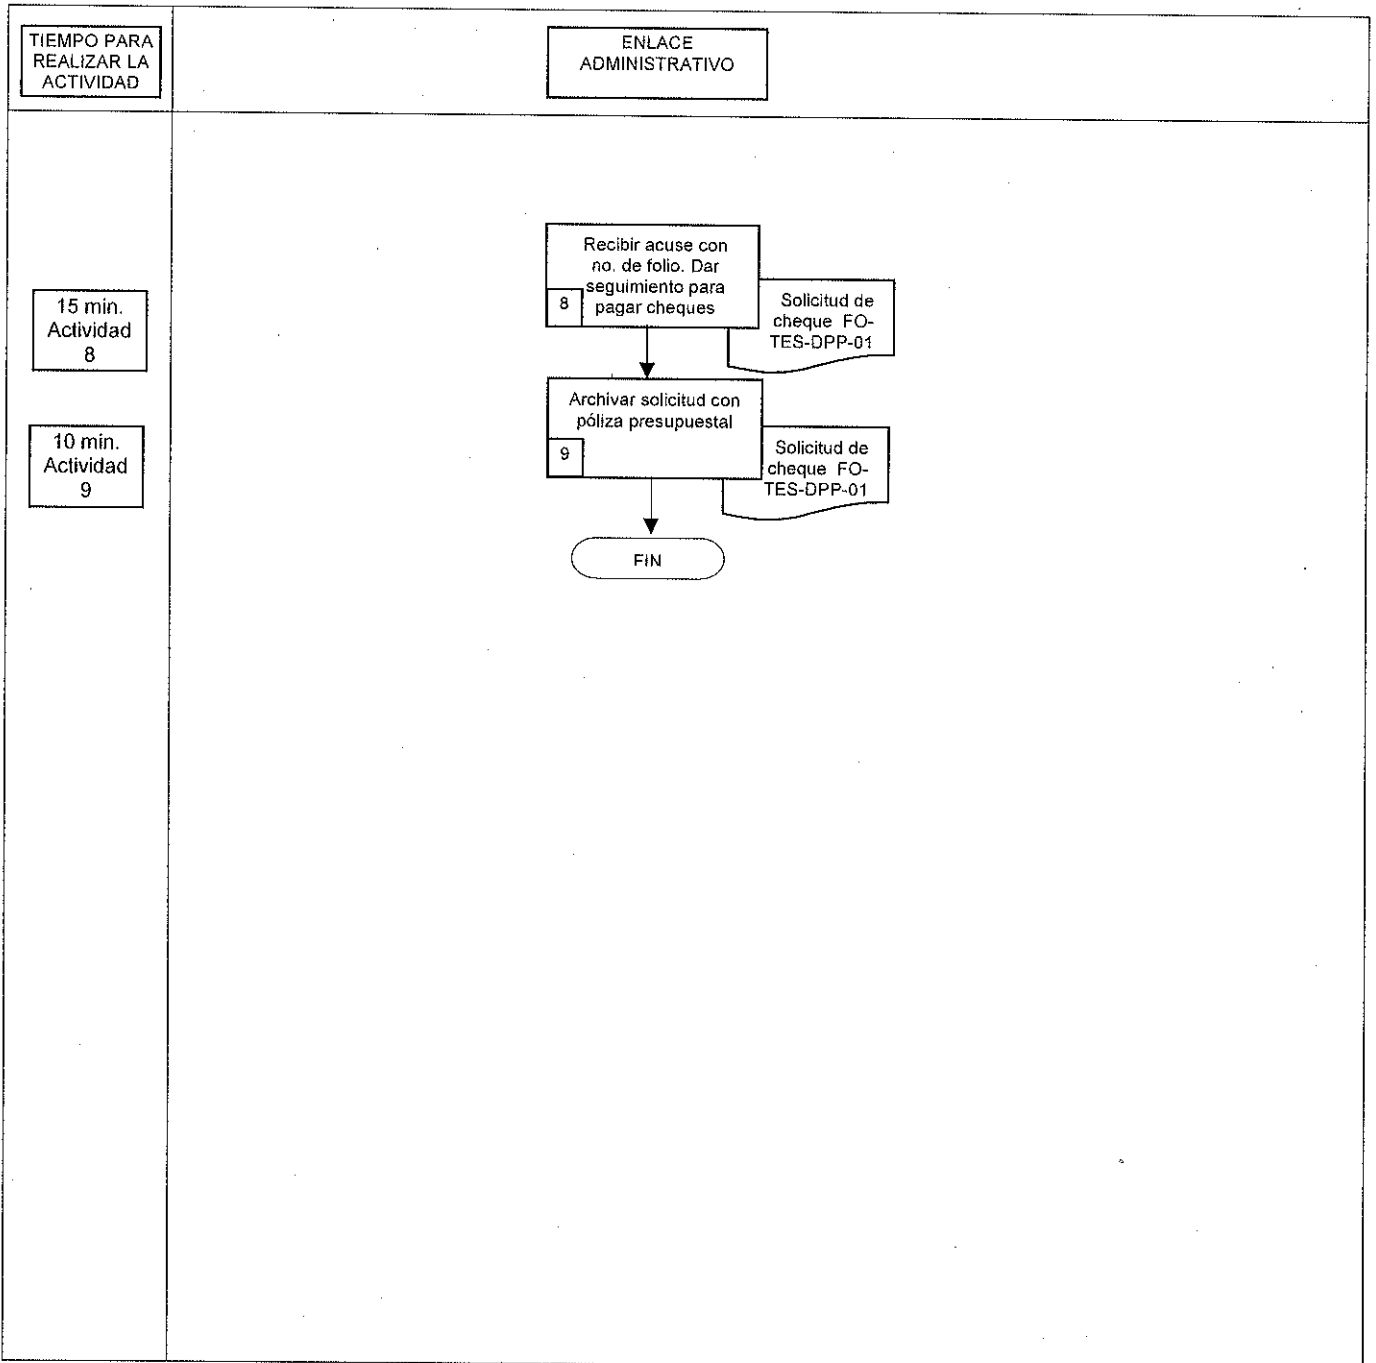 TIEMPO PARA
REALIZAR LA
ACTIVIDAD
ENLACE
ADMINISTRATIVO
15 min.
Actividad
8
Recibir acuse con
no. de folio. Dar
seguimiento para
pagar cheques
8
Solicitud de
cheque FO-
TES-DPP-01
10 min.
Actividad
9
Archivar solicitud con
póliza presupuestal
9
Solicitud de
cheque FO-
TES-DPP-01
FIN